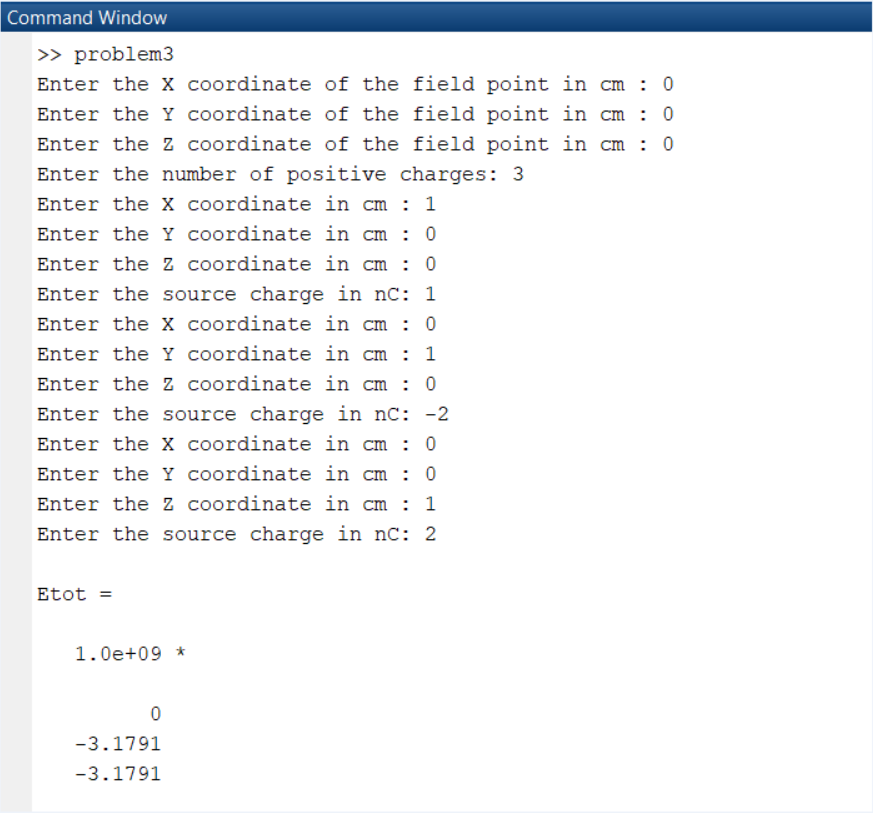 Command Window
>> problem3
Enter the X coordinate of the field point in cm : 0
Enter the Y coordinate of the field point in cm : 0
Enter the Z coordinate of the field point in cm : 0
Enter the number of positive charges: 3
Enter the X coordinate in cm : 1
Enter the Y coordinate in cm : 0
Enter the Z coordinate in cm : 0
Enter the source charge in nC: 1
Enter the X coordinate in cm : 0
Enter the Y coordinate in cm : 1
Enter the Z coordinate in cm : 0
Enter the source charge in nC: -2
Enter the X coordinate in cm : 0
Enter the Y coordinate in cm : 0
Enter the Z coordinate in cm : 1
Enter the source charge in nC: 2
Etot =
1.0e+09 *
0
-3.1791
-3.1791